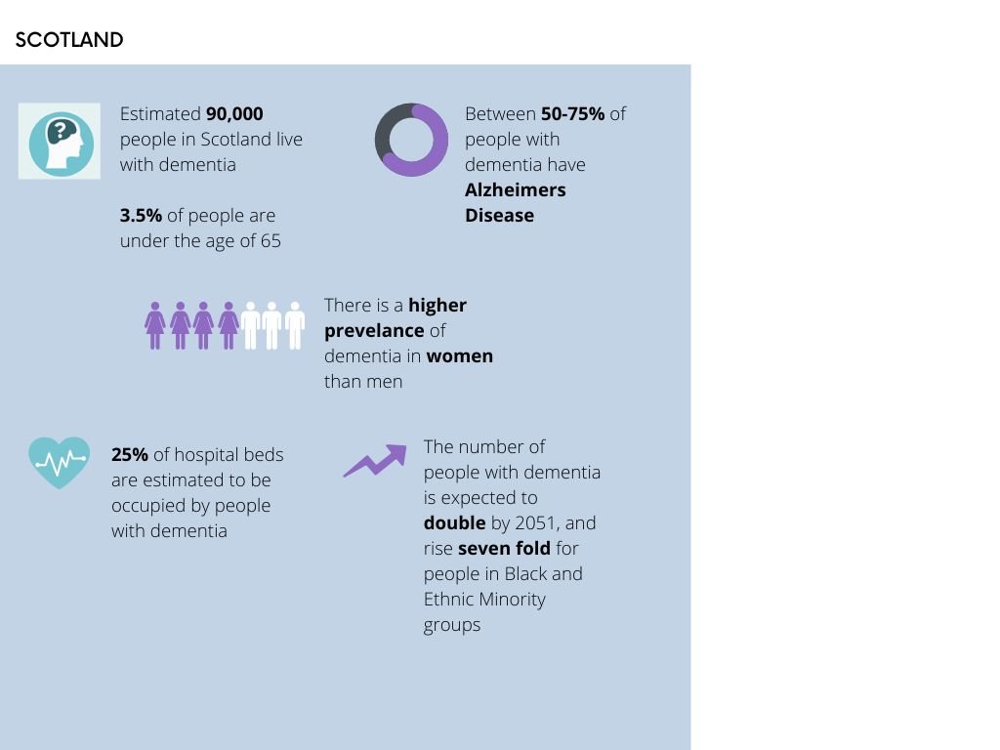 SCOTLAND
Estimated 90,000
people in Scotland live
with dementia
3.5% of people are
under the age of 65
Between 50-75% of
people with
dementia have
Alzheimers
Disease
There is a higher
prevelance of
dementia in women
than men
25% of hospital beds
are estimated to be
occupied by people
with dementia
The number of
people with dementia
is expected to
double by 2051, and
rise seven fold for
people in Black and
Ethnic Minority
groups